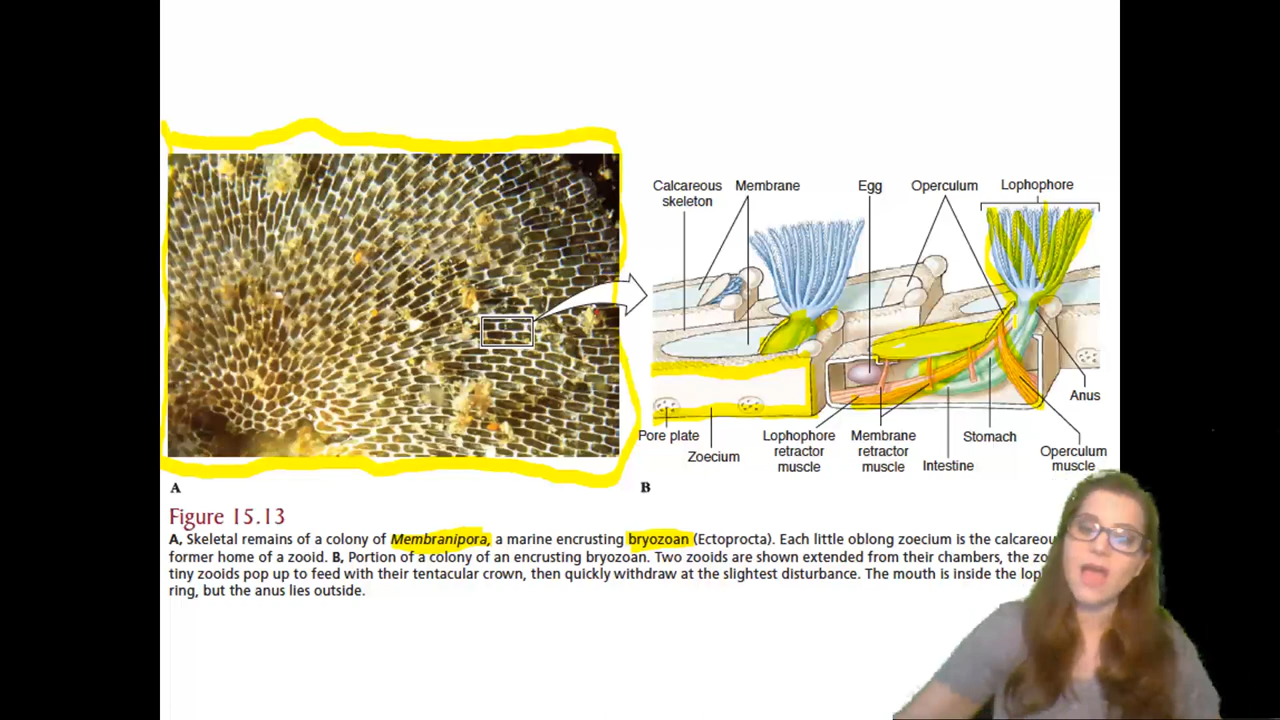 Calcareous
skeleton
Membrane
Egg
Operculum
Lophophore
Pore plate
Zoecium
Lophophore
retractor
muscle
Membrane
retractor
muscle
Intestine
Stomach
Operculum
muscle
Anus
A
B
Figure 15.13
A, Skeletal remains of a colony of Membranipora, a marine encrusting bryozoan (Ectoprocta). Each little oblong zoecium is the calcareou
former home of a zooid. B, Portion of a colony of an encrusting bryozoan. Two zooids are shown extended from their chambers, the zo
tiny zooids pop up to feed with their tentacular crown, then quickly withdraw at the slightest disturbance. The mouth is inside the lop
ring, but the anus lies outside.